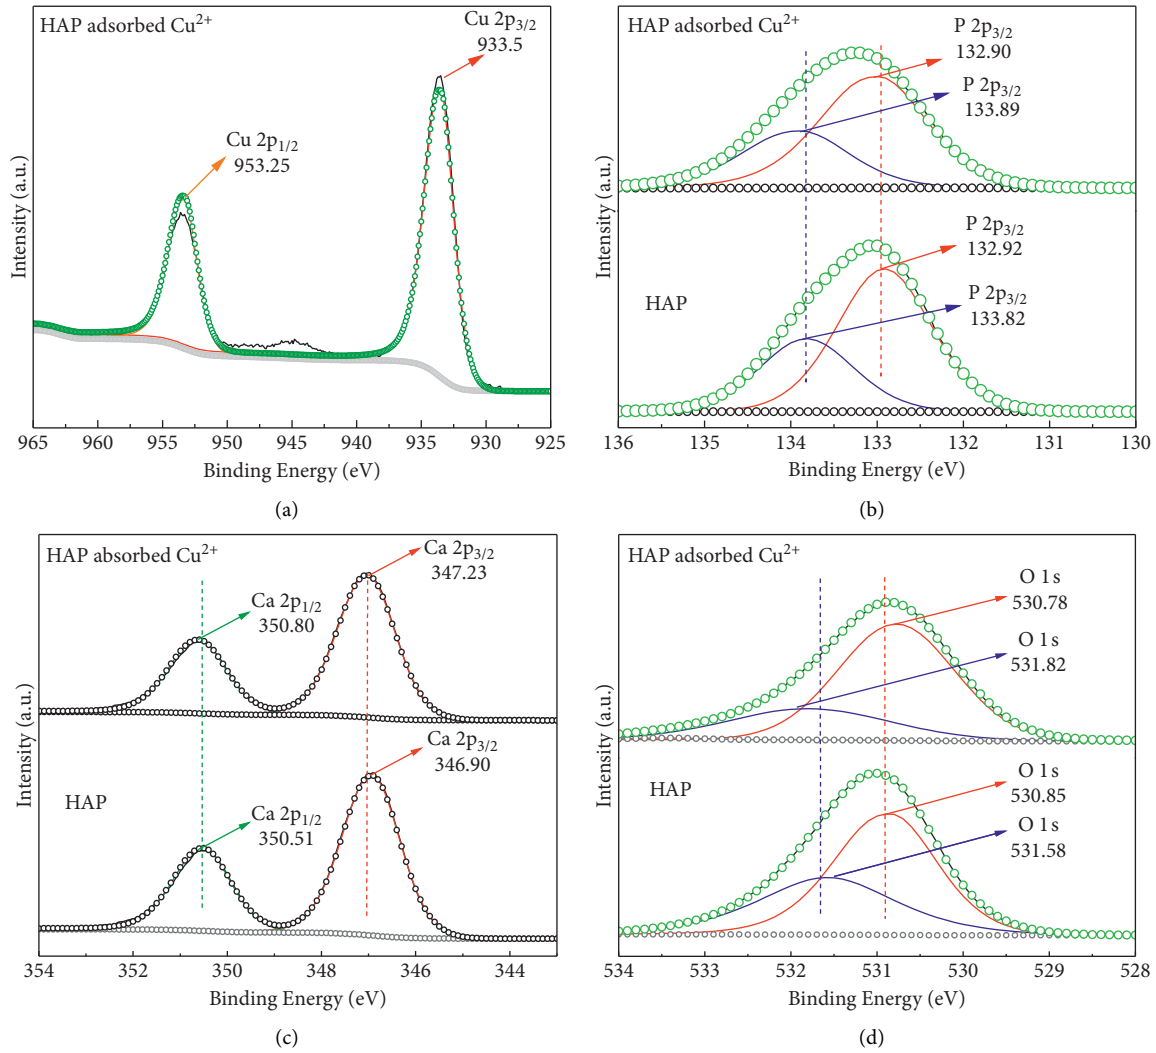 HAP adsorbed Cu²⁺
Cu 2p₃/₂
933.5
Cu 2p₁/₂
953.25
Intensity (a.u.)
965 960 955 950 945 940 935 930 925
Binding Energy (eV)
(a)
HAP adsorbed Cu²⁺
P 2p₃/₂
132.90
P 2p₃/₂
133.89
P 2p₃/₂
132.92
HAP
P 2p₃/₂
133.82
Intensity (a.u.)
136 135 134 133 132 131 130
Binding Energy (eV)
(b)
HAP absorbed Cu²⁺
Ca 2p₃/₂
347.23
Ca 2p₁/₂
350.80
Ca 2p₃/₂
346.90
HAP
Ca 2p₁/₂
350.51
Intensity (a.u.)
354 352 350 348 346 344
Binding Energy (eV)
(c)
HAP adsorbed Cu²⁺
O 1s
530.78
O 1s
531.82
HAP
O 1s
530.85
O 1s
531.58
Intensity (a.u.)
534 533 532 531 530 529 528
Binding Energy (eV)
(d)